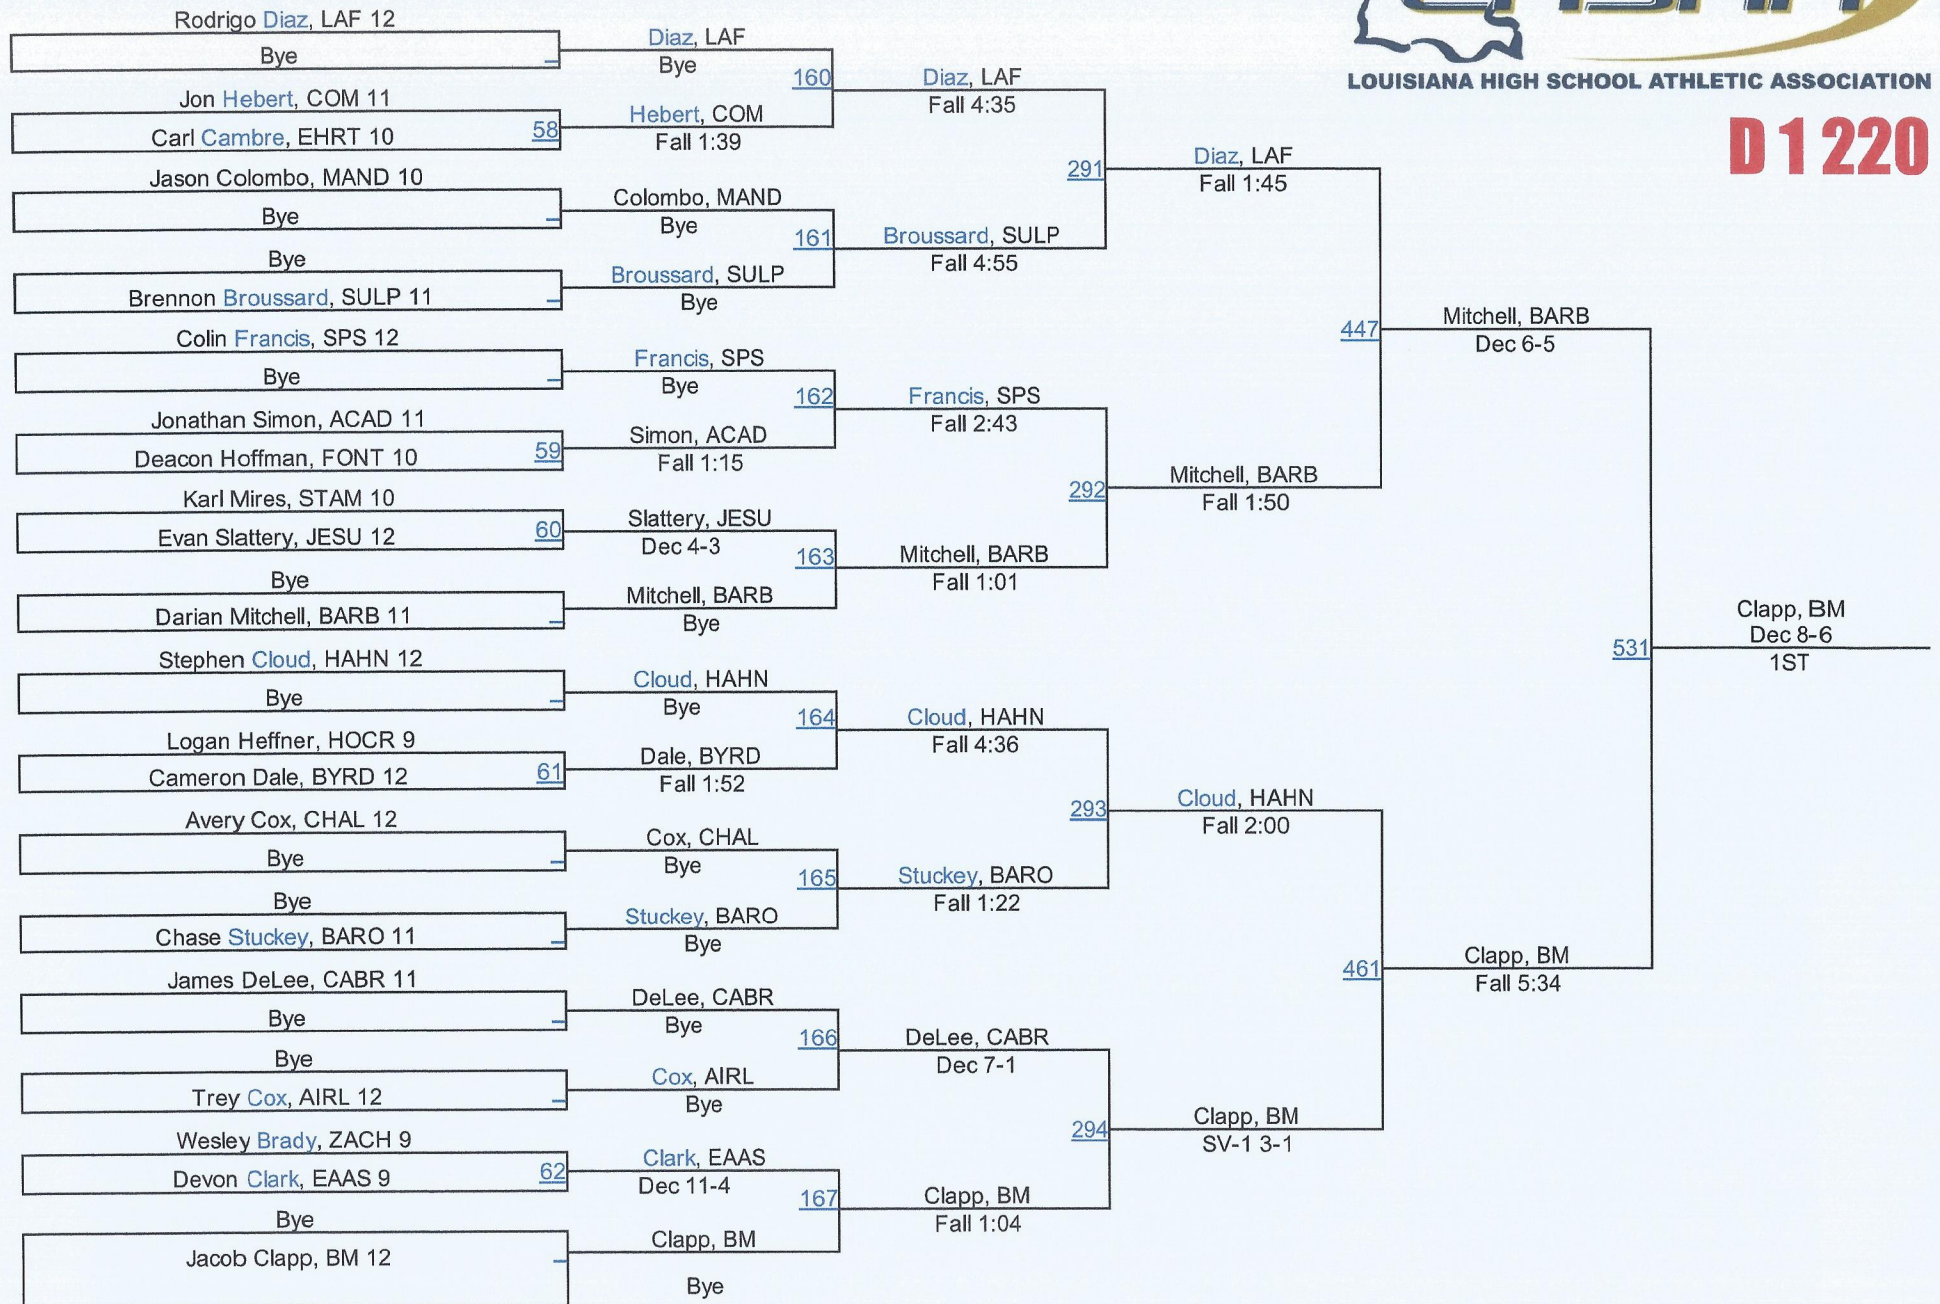 LOUISIANA HIGH SCHOOL ATHLETIC ASSOCIATION
D 1 220
Rodrigo Diaz, LAF 12
Bye
Jon Hebert, COM 11
Carl Cambre, EHRT 10
58
Jason Colombo, MAND 10
Bye
Bye
Brennon Broussard, SULP 11
Colin Francis, SPS 12
Bye
Jonathan Simon, ACAD 11
Deacon Hoffman, FONT 10
59
Karl Mires, STAM 10
Evan Slattery, JESU 12
60
Bye
Darian Mitchell, BARB 11
Stephen Cloud, HAHN 12
Bye
Logan Heffner, HOCR 9
Cameron Dale, BYRD 12
61
Avery Cox, CHAL 12
Bye
Bye
Chase Stuckey, BARO 11
James DeLee, CABR 11
Bye
Bye
Trey Cox, AIRL 12
Wesley Brady, ZACH 9
Devon Clark, EAAS 9
62
Bye
Jacob Clapp, BM 12
Diaz, LAF
Bye
160
Hebert, COM
Fall 1:39
Colombo, MAND
Bye
161
Broussard, SULP
Bye
Francis, SPS
Bye
162
Simon, ACAD
Fall 1:15
Slattery, JESU
Dec 4-3
163
Mitchell, BARB
Bye
Cloud, HAHN
Bye
164
Dale, BYRD
Fall 1:52
Cox, CHAL
Bye
165
Stuckey, BARO
Bye
DeLee, CABR
Bye
166
Cox, AIRL
Bye
Clark, EAAS
Dec 11-4
167
Clapp, BM
Bye
Diaz, LAF
Fall 4:35
291
Broussard, SULP
Fall 4:55
Francis, SPS
Fall 2:43
292
Mitchell, BARB
Fall 1:01
Cloud, HAHN
Fall 4:36
293
Stuckey, BARO
Fall 1:22
DeLee, CABR
Dec 7-1
294
Clapp, BM
Fall 1:04
Diaz, LAF
Fall 1:45
447
Mitchell, BARB
Fall 1:50
Cloud, HAHN
Fall 2:00
461
Clapp, BM
SV-1 3-1
Mitchell, BARB
Dec 6-5
531
Clapp, BM
Fall 5:34
Clapp, BM
Dec 8-6
1ST